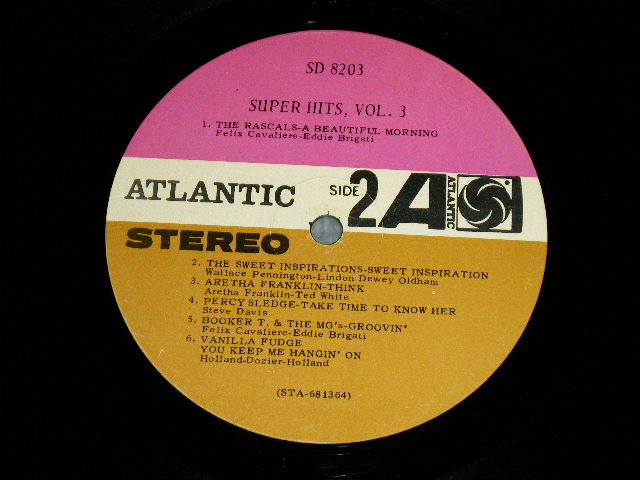 SD 8203
SUPER HITS, VOL. 3
1. THE RASCALS-A BEAUTIFUL MORNING
Felix Cavaliere-Eddie Brigati
ATLANTIC SIDE 2 A ATLANTIC
STEREO
2. THE SWEET INSPIRATIONS-SWEET INSPIRATION
Wallace Pennington-Lindon Dewey Oldham
3. ARETHA FRANKLIN-THINK
Aretha Franklin-Ted White
4. PERCY SLEDGE-TAKE TIME TO KNOW HER
Steve Davis
5. BOOKER T. & THE MG's-GROOVIN'
Felix Cavaliere-Eddie Brigati
6. VANILLA FUDGE
YOU KEEP ME HANGIN' ON
Holland-Dozier-Holland
(STA-681364)